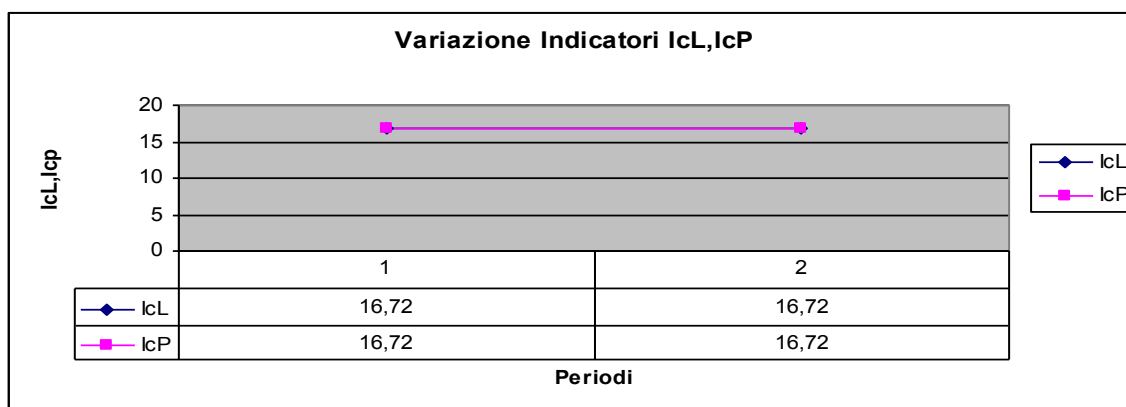 Variazione Indicatori IcL,IcP
IcL,Icp
20
15
10
5
0
1 2
IcL 16,72 16,72
IcP 16,72 16,72
Periodi
IcL
IcP